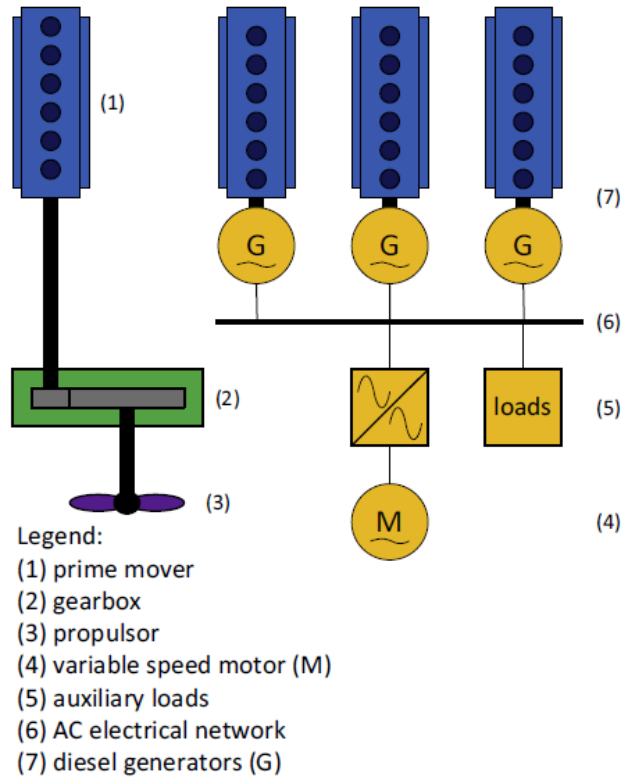 (1)
G G G
(7)
(6)
(2)
loads
(5)
(3)
M
(4)
Legend:
(1) prime mover
(2) gearbox
(3) propulsor
(4) variable speed motor (M)
(5) auxiliary loads
(6) AC electrical network
(7) diesel generators (G)